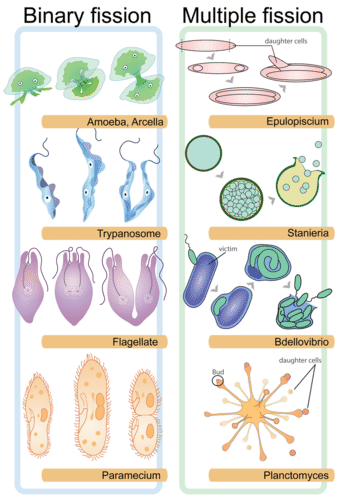 Binary fission
Multiple fission
daughter cells
Amoeba, Arcella
Epulopiscium
Trypanosome
Stanieria
victim
Flagellate
Bdellovibrio
Bud
daughter cells
Paramecium
Planctomyces